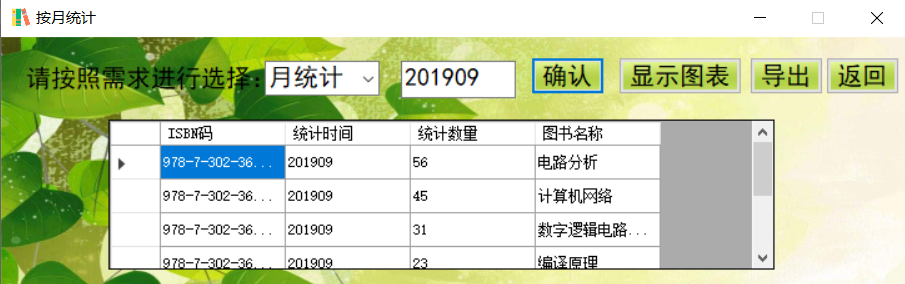 按月统计
请按照需求进行选择: 月统计 201909 确认 显示图表 导出 返回
ISBN码 统计时间 统计数量 图书名称
978-7-302-36... 201909 56 电路分析
978-7-302-36... 201909 45 计算机网络
978-7-302-36... 201909 31 数字逻辑电路...
978-7-302-36... 201909 23 编译原理